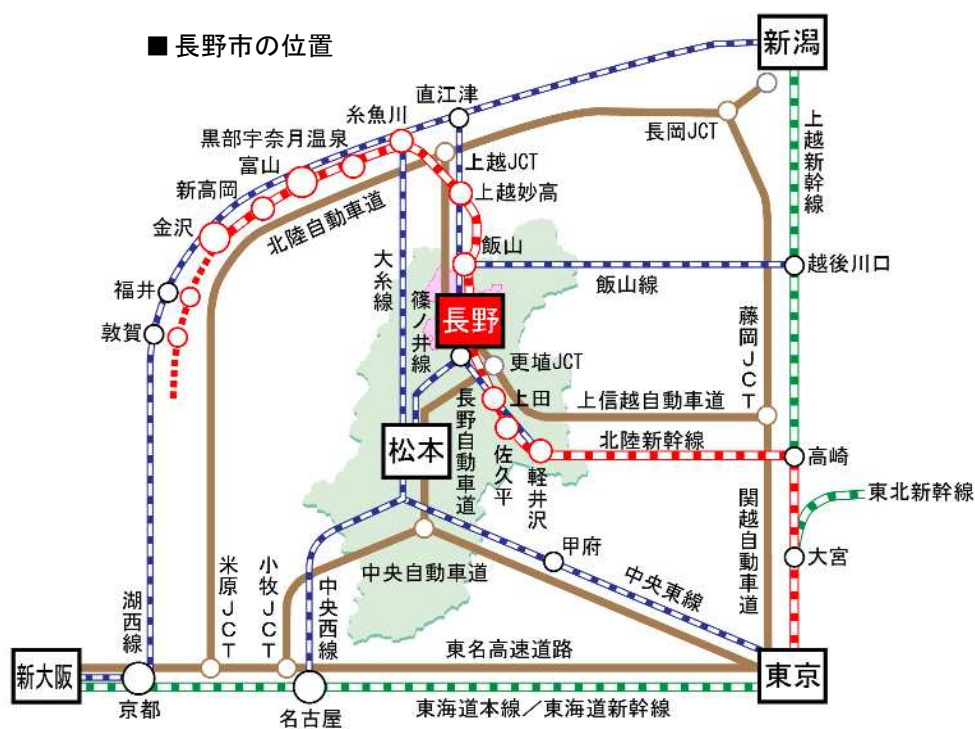 ■ 長野市の位置
新潟
直江津
糸魚川
長岡JCT
黒部宇奈月温泉
上越JCT
富山
上越妙高
新高岡
上越新幹線
金沢
北陸自動車道
飯山
越後川口
大糸線
飯山線
福井
篠ノ井線
長野
敦賀
藤岡JCT
更埴JCT
上田
上信越自動車道
長野自動車道
松本
佐久平
北陸新幹線
高崎
軽井沢
東北新幹線
関越自動車道
甲府
大宮
中央自動車道
米原JCT
小牧JCT
中央西線
中央東線
湖西線
東名高速道路
新大阪
東京
京都
名古屋
東海道本線／東海道新幹線